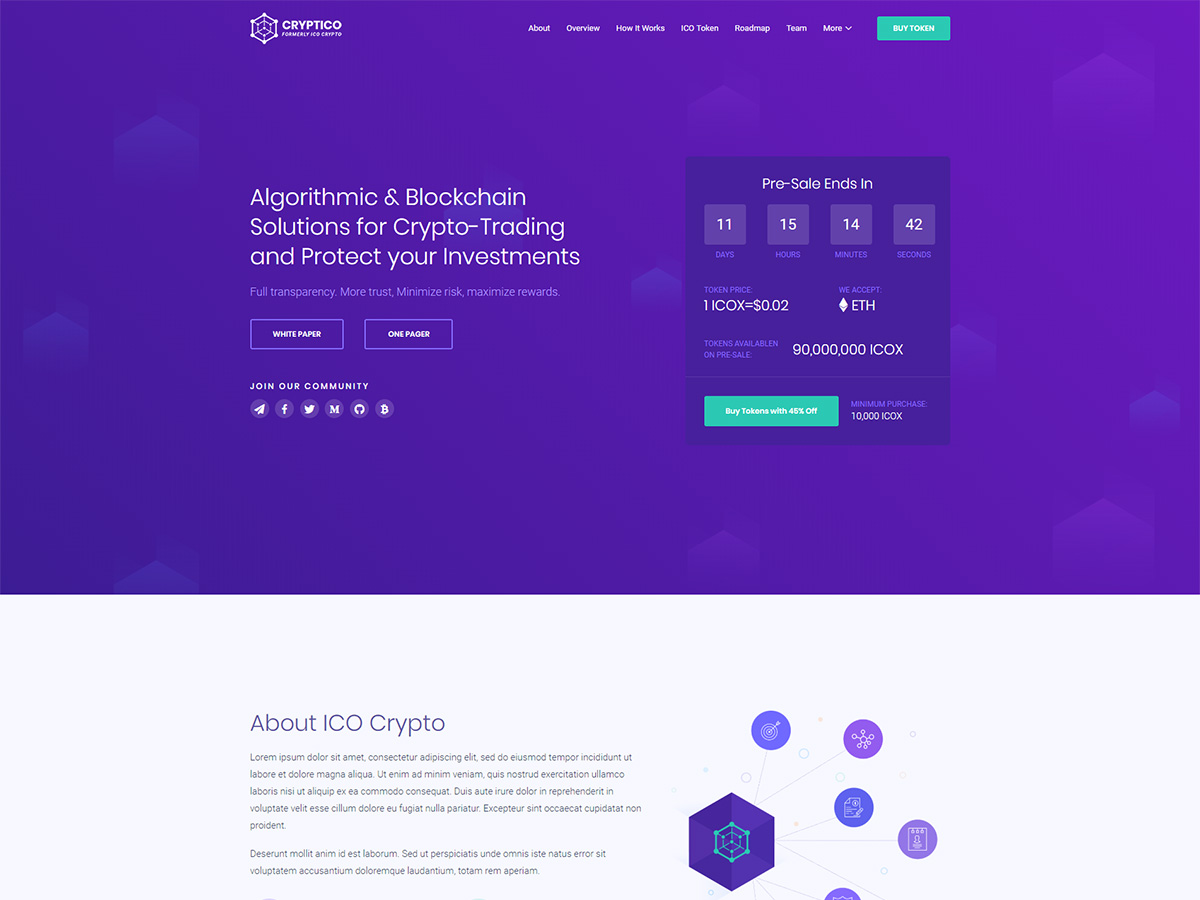 CRYPTICO
FORMERLY ICO CRYPTO
About Overview How It Works ICO Token Roadmap Team More BUY TOKEN
Algorithmic & Blockchain
Solutions for Crypto-Trading
and Protect your Investments
Full transparency. More trust, Minimize risk, maximize rewards.
WHITE PAPER ONE PAGER
JOIN OUR COMMUNITY
Pre-Sale Ends In
11 15 14 42
DAYS HOURS MINUTES SECONDS
TOKEN PRICE: WE ACCEPT:
1 ICOX=$0.02 ETH
TOKENS AVAILABLEN
ON PRE-SALE:
90,000,000 ICOX
Buy Tokens with 45% Off
MINIMUM PURCHASE:
10,000 ICOX
About ICO Crypto
Lorem ipsum dolor sit amet, consectetur adipiscing elit, sed do eiusmod tempor incididunt ut
labore et dolore magna aliqua. Ut enim ad minim veniam, quis nostrud exercitation ullamco
laboris nisi ut aliquip ex ea commodo consequat. Duis aute irure dolor in reprehenderit in
voluptate velit esse cillum dolore eu fugiat nulla pariatur. Excepteur sint occaecat cupidatat non
proident.
Deserunt mollit anim id est laborum. Sed ut perspiciatis unde omnis iste natus error sit
voluptatem accusantium doloremque laudantium, totam rem aperiam.